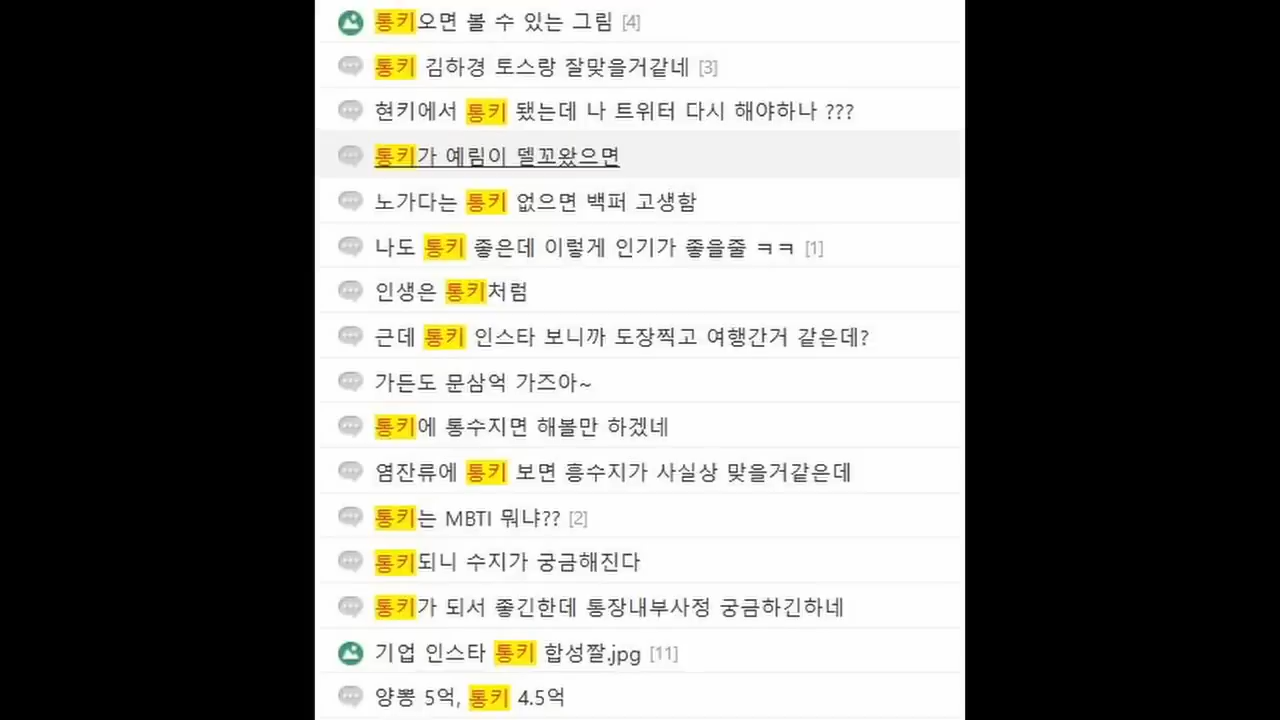 통키오면 볼 수 있는 그림 [4]
통키 김하경 토스랑 잘맞을거같네 [3]
현키에서 통키 됐는데 나 트위터 다시 해야하나 ???
통키가 예림이 델꼬왔으면
노가다는 통키 없으면 백퍼 고생함
나도 통키 좋은데 이렇게 인기가 좋을줄 ㅋㅋ [1]
인생은 통키처럼
근데 통키 인스타 보니까 도장찍고 여행간거 같은데?
가든도 문삼억 가즈아~
통키에 통수지면 해볼만 하겠네
염잔류에 통키 보면 흥수지가 사실상 맞을거같은데
통키는 MBTI 뭐냐?? [2]
통키되니 수지가 궁금해진다
통키가 되서 좋긴한데 통장내부사정 궁금하긴하네
기업 인스타 통키 합성짤.jpg [11]
양뽕 5억, 통키 4.5억